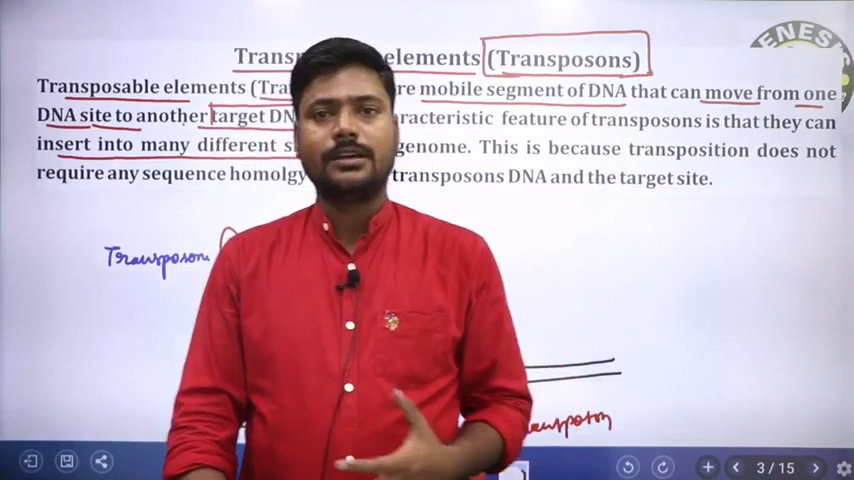 Transp elements (Transposons)
Transposable elements (Tra re mobile segment of DNA that can move from one
DNA site to another target DN racteristic feature of transposons is that they can
insert into many different s genome. This is because transposition does not
require any sequence homolgy transposons DNA and the target site.
Transposon
ansposon
3/15
ENES